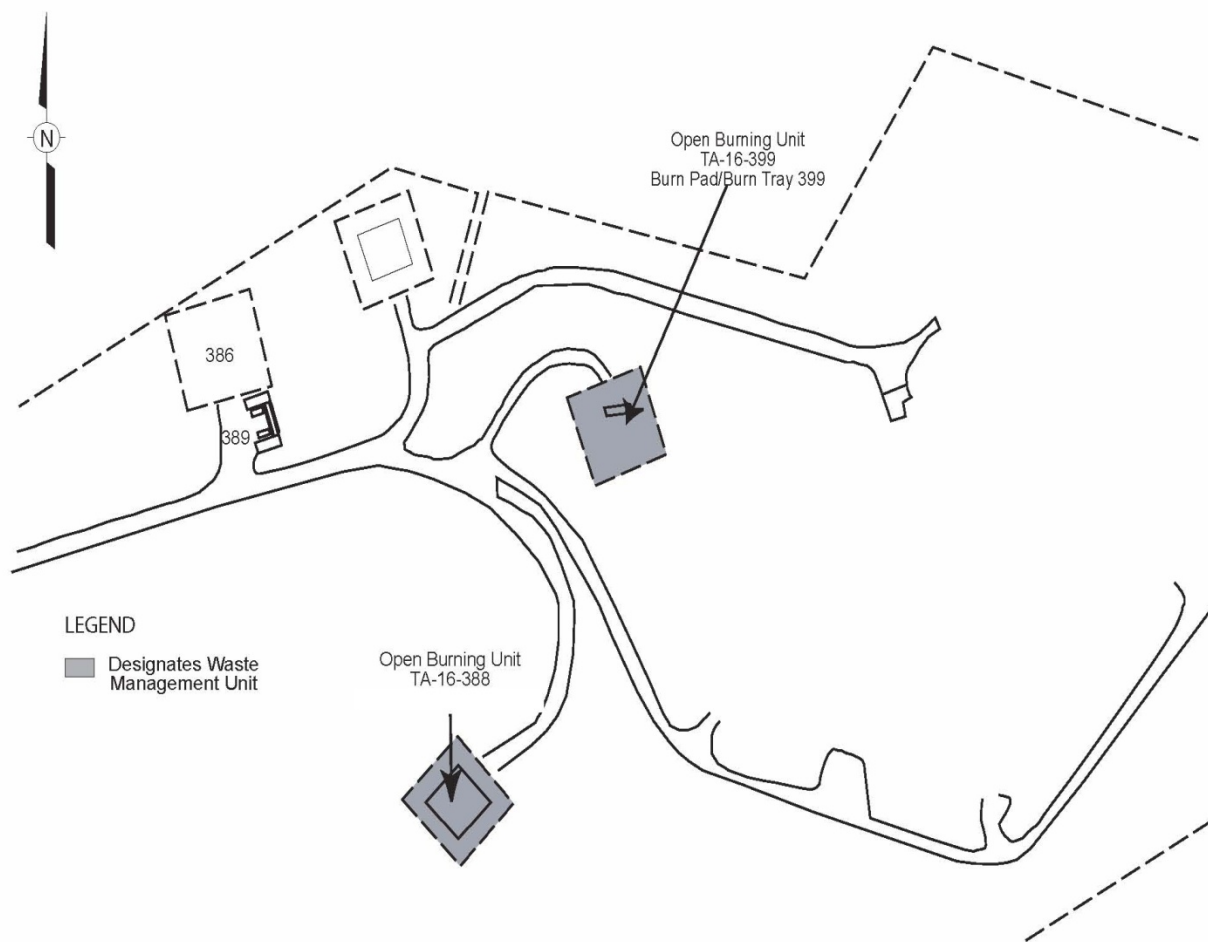 N
Open Burning Unit
TA-16-399
Burn Pad/Burn Tray 399
386
389
LEGEND
Designates Waste
Management Unit
Open Burning Unit
TA-16-388